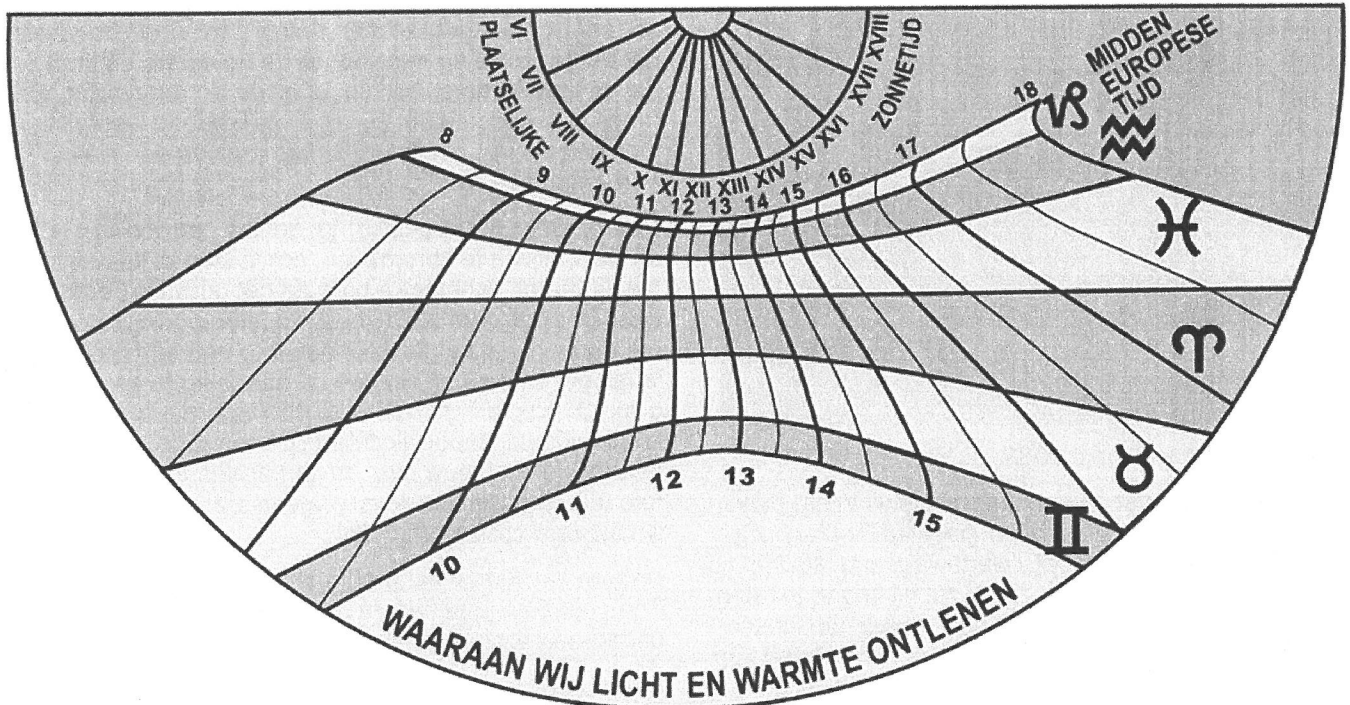 VI VII VIII IX X XI XII XIII XIV XV XVI XVII XVIII
PLAATSELIJKE
ZONNETIJD
MIDDEN
EUROPESE
TIJD
8 9 10 11 12 13 14 15 16 17 18
♑
♒
♓
♈
♉
♊
10 11 12 13 14 15
WAARAAN WIJ LICHT EN WARMTE ONTLENEN